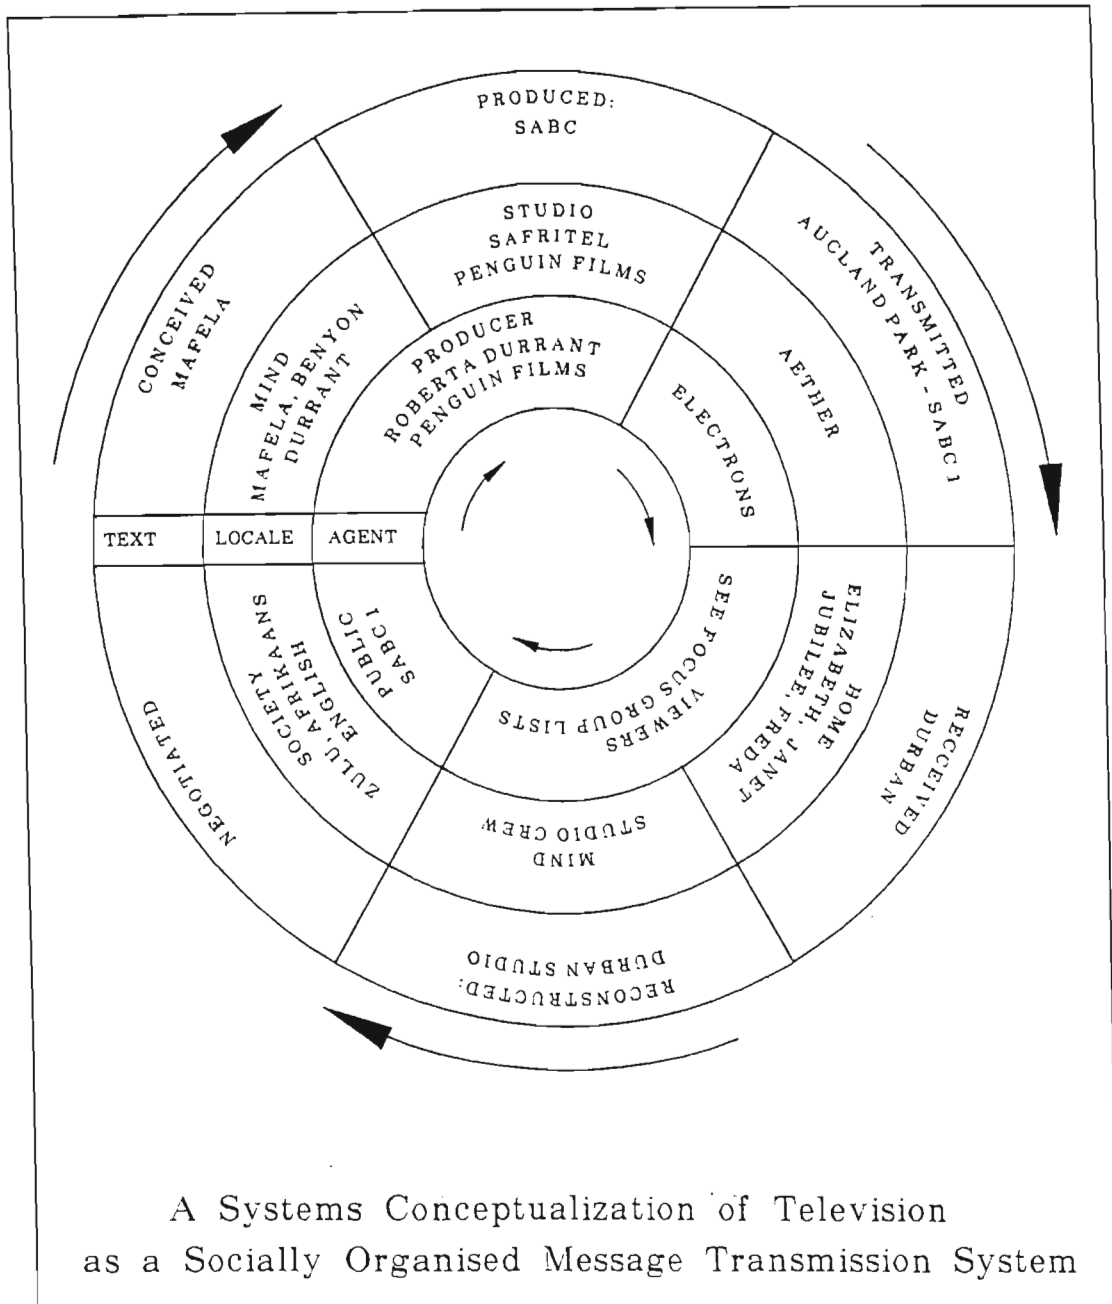 PRODUCED:
SABC
STUDIO
SAFRITEL
PENGUIN FILMS
PRODUCER
ROBERTA DURRANT
PENGUIN FILMS
TRANSMITTED
AUCLAND PARK - SABC 1
AETHER
ELECTRONS
RECCEIVED
DURBAN
HOME
ELIZABETH, JANET
JUBILEE, FREDA
VIEWERS
SEE FOCUS GROUP LISTS
RECONSTRUCTED:
DURBAN STUDIO
MIND
STUDIO CREW
NEGOTIATED
SOCIETY
ZULU, AFRIKAANS
ENGLISH
PUBLIC
SABC 1
TEXT
LOCALE
AGENT
CONCEIVED
MAFELA
MIND
MAFELA, BENYON
DURRANT
A Systems Conceptualization of Television
as a Socially Organised Message Transmission System